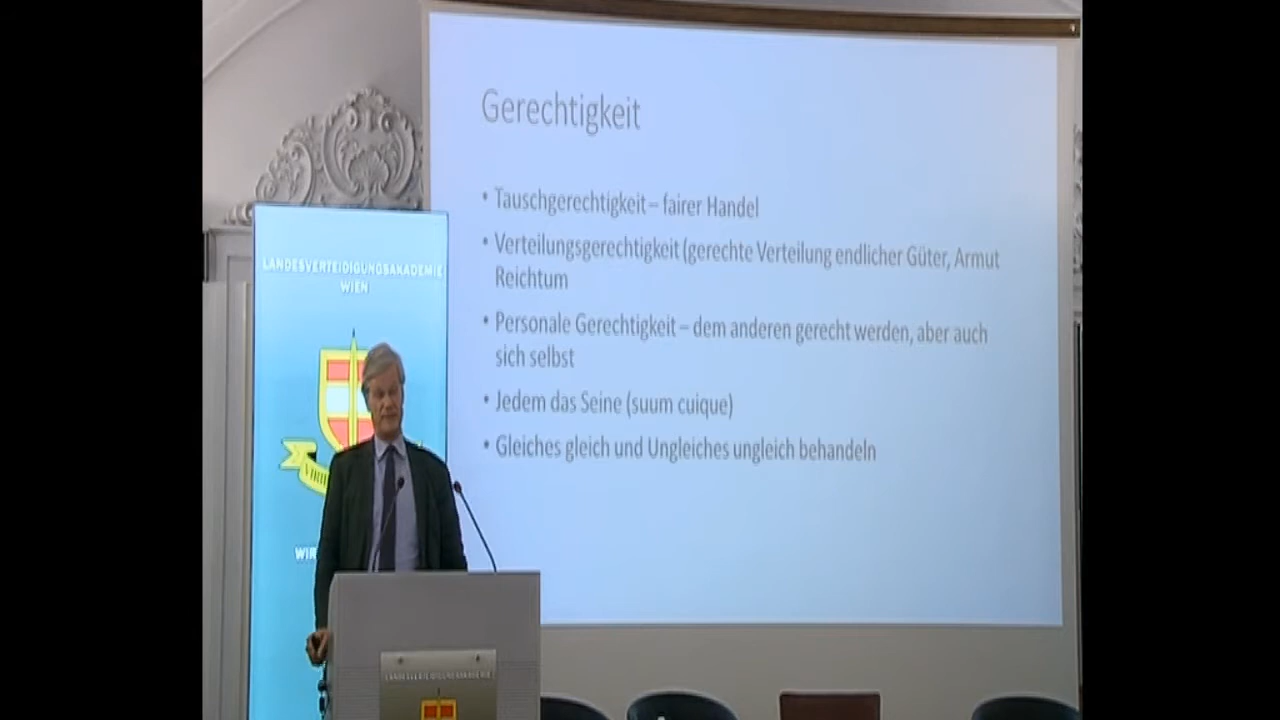 Gerechtigkeit
• Tauschgerechtigkeit – fairer Handel
• Verteilungsgerechtigkeit (gerechte Verteilung endlicher Güter, Armut
Reichtum
• Personale Gerechtigkeit – dem anderen gerecht werden, aber auch
sich selbst
• Jedem das Seine (suum cuique)
• Gleiches gleich und Ungleiches ungleich behandeln
LANDESVERTEIDIGUNGSAKADEMIE
WIEN
LANDESVERTEIDIGUNGSAKADEMIE